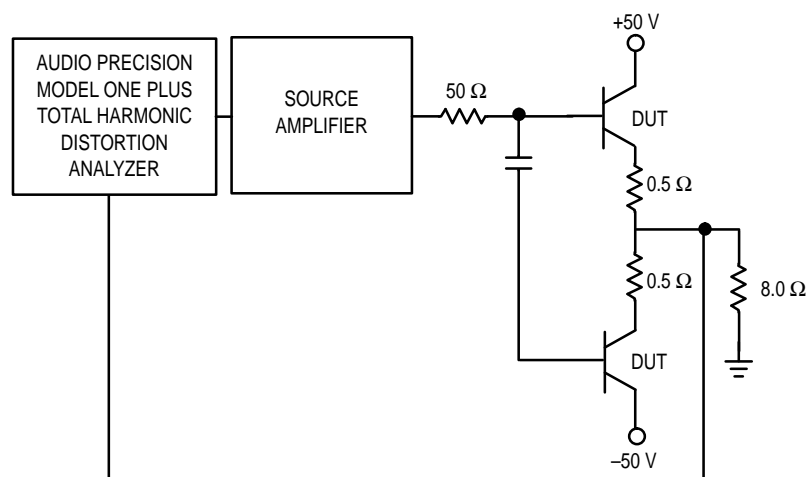 +50 V
AUDIO PRECISION
MODEL ONE PLUS
TOTAL HARMONIC
DISTORTION
ANALYZER
SOURCE
AMPLIFIER
50 Ω
DUT
0.5 Ω
0.5 Ω
8.0 Ω
DUT
–50 V